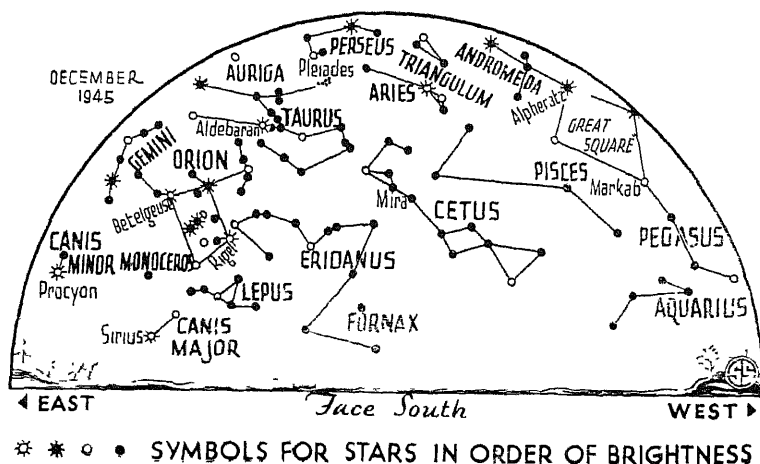 DECEMBER
1945
PERSEUS
Pleiades
AURIGA
TRIANGULUM
ANDROMEDA
ARIES
Alpheratz
TAURUS
Aldebaran
GREAT
SQUARE
GEMINI
ORION
PISCES
Markab
Betelgeuse
Mira
CETUS
PEGASUS
CANIS
MINOR
MONOCEROS
Rigel
ERIDANUS
Procyon
LEPUS
AQUARIUS
FORNAX
Sirius
CANIS
MAJOR
EAST
Face South
WEST
SYMBOLS FOR STARS IN ORDER OF BRIGHTNESS